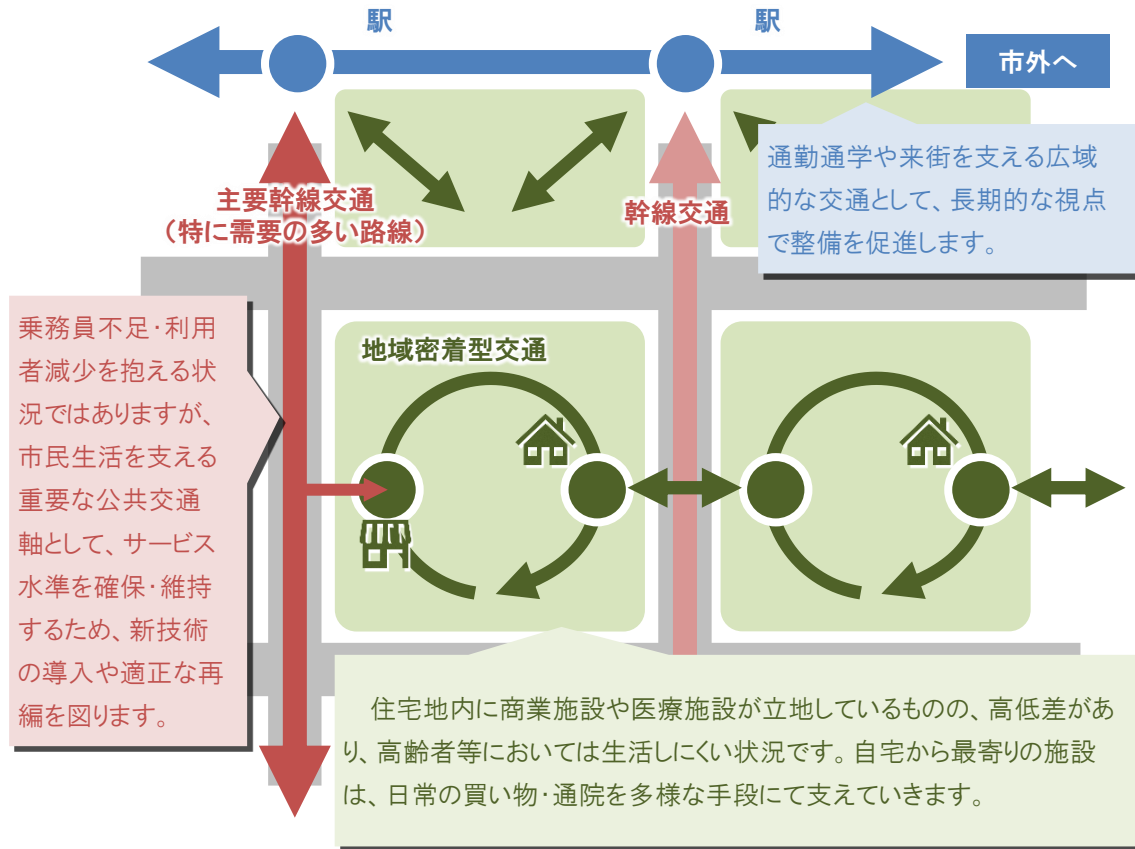 駅
駅
市外へ
通勤通学や来街を支える広域
的な交通として、長期的な視点
で整備を促進します。
主要幹線交通
（特に需要の多い路線）
幹線交通
乗務員不足・利用
者減少を抱える状
況ではありますが、
市民生活を支える
重要な公共交通
軸として、サービス
水準を確保・維持
するため、新技術
の導入や適正な再
編を図ります。
地域密着型交通
住宅地内に商業施設や医療施設が立地しているものの、高低差があ
り、高齢者等においては生活しにくい状況です。自宅から最寄りの施設
は、日常の買い物・通院を多様な手段にて支えていきます。